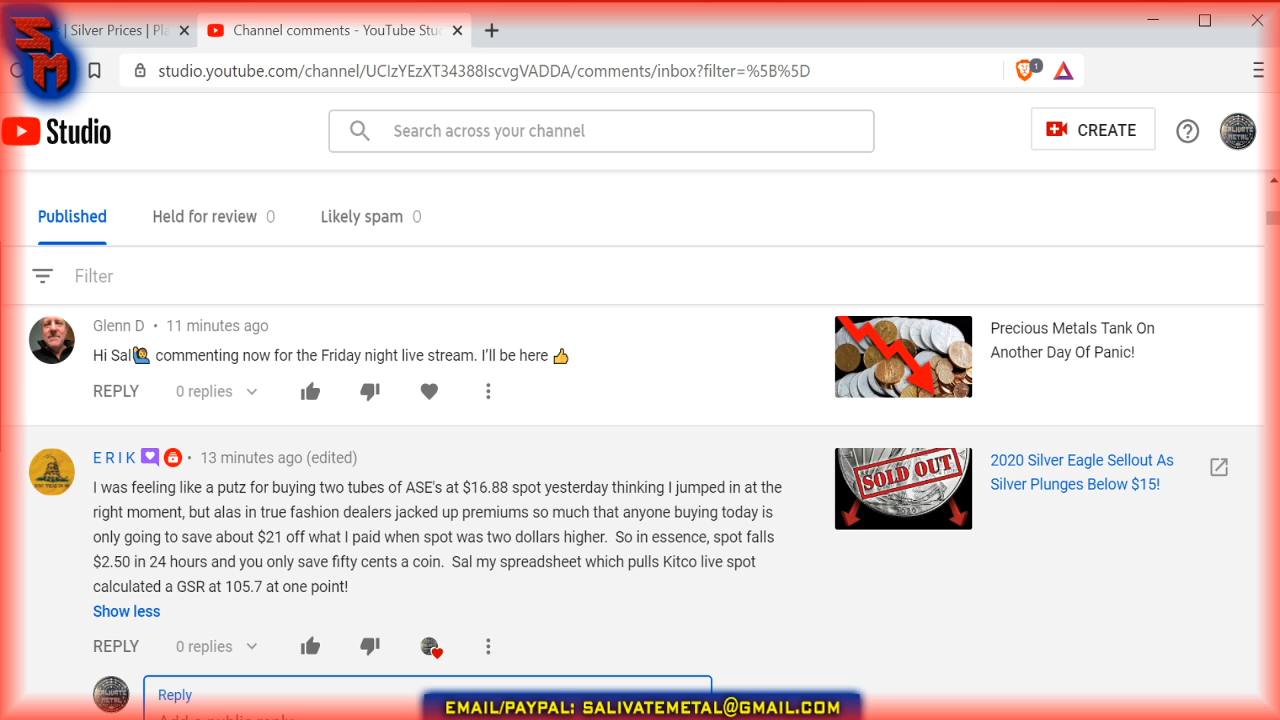 SM
| Silver Prices | Pla
Channel comments - YouTube Stud
studio.youtube.com/channel/UCIzYEzXT34388IscvgVADDA/comments/inbox?filter=%5B%5D
1
Studio
Search across your channel
CREATE
Published
Held for review 0
Likely spam 0
Filter
Glenn D • 11 minutes ago
Hi Sal🙋 commenting now for the Friday night live stream. I'll be here 👍
REPLY
0 replies
Precious Metals Tank On
Another Day Of Panic!
E R I K • 13 minutes ago (edited)
I was feeling like a putz for buying two tubes of ASE's at $16.88 spot yesterday thinking I jumped in at the
right moment, but alas in true fashion dealers jacked up premiums so much that anyone buying today is
only going to save about $21 off what I paid when spot was two dollars higher. So in essence, spot falls
$2.50 in 24 hours and you only save fifty cents a coin. Sal my spreadsheet which pulls Kitco live spot
calculated a GSR at 105.7 at one point!
Show less
REPLY
0 replies
SOLD OUT
2020
2020 Silver Eagle Sellout As
Silver Plunges Below $15!
Reply
Add a public reply
EMAIL/PAYPAL: SALIVATEMETAL@GMAIL.COM